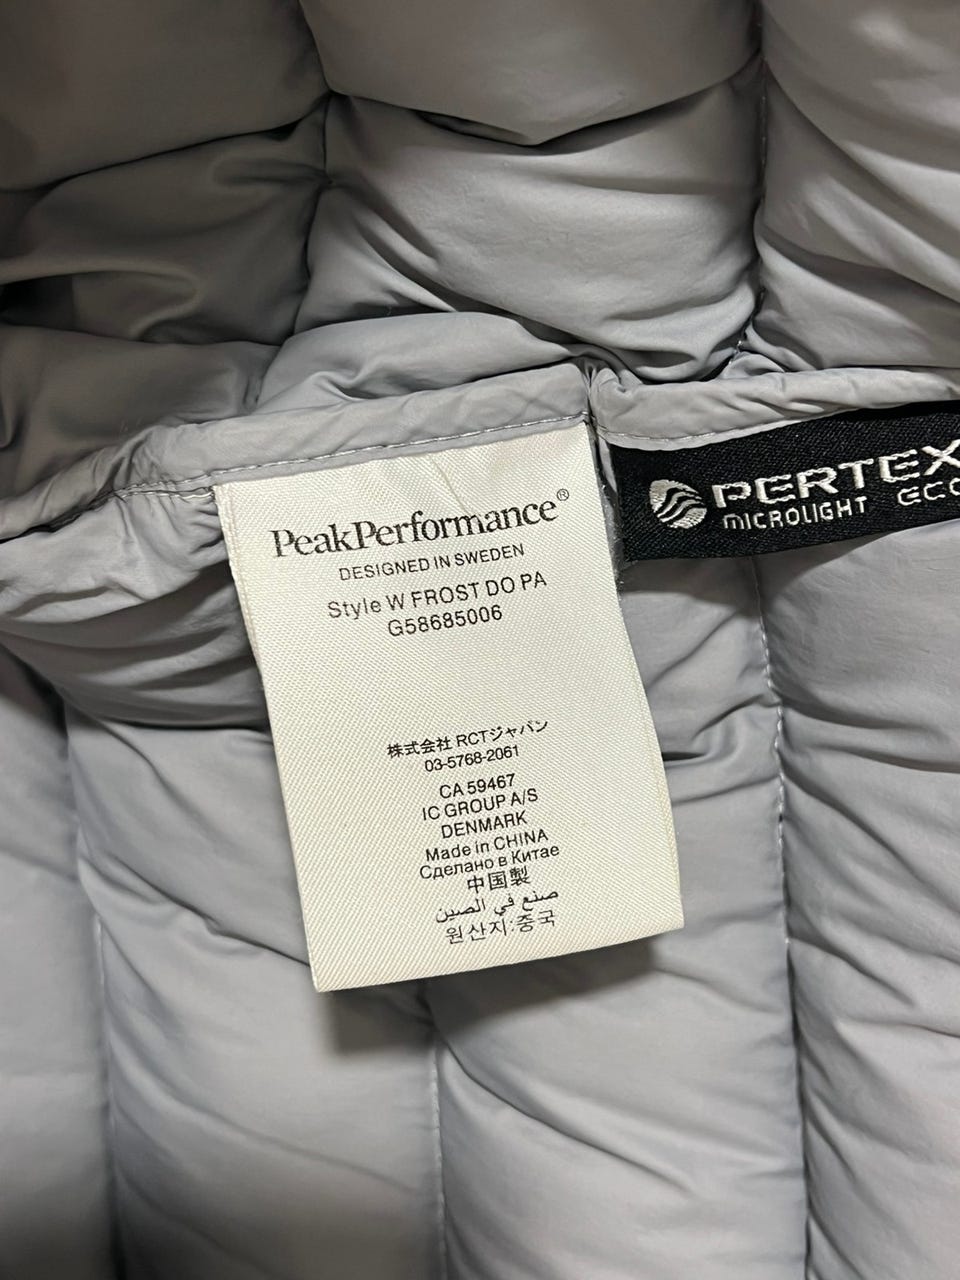 PeakPerformance®
DESIGNED IN SWEDEN
Style W FROST DO PA
G58685006
株式会社 RCTジャパン
03-5768-2061
CA 59467
IC GROUP A/S
DENMARK
Made in CHINA
Сделано в Китае
中国製
صنع في الصين
원산지:중국
PERTEX
MICROLIGHT